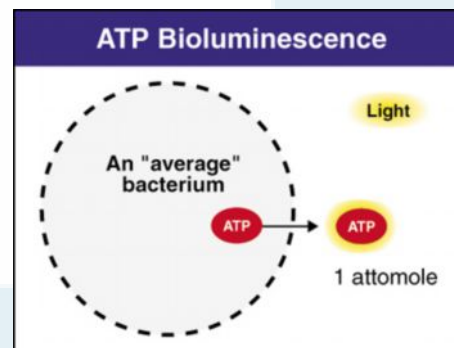 ATP Bioluminescence
Light
An "average"
bacterium
ATP
ATP
1 attomole